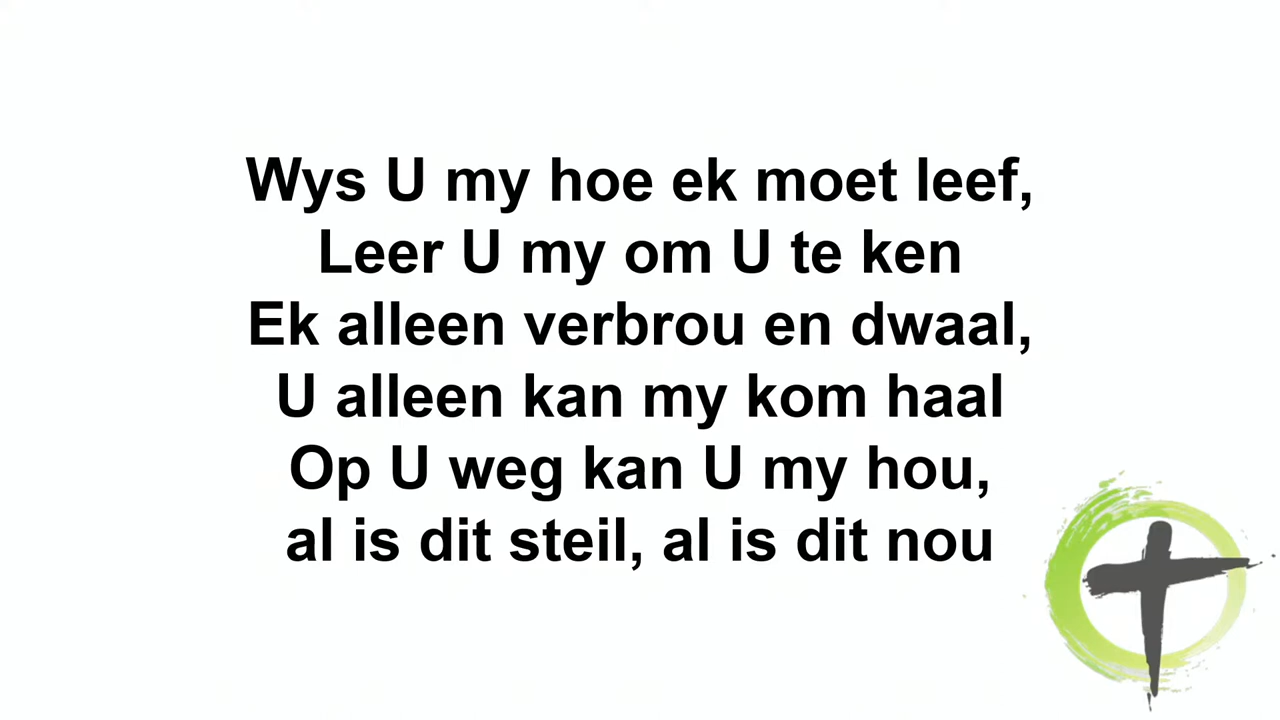 Wys U my hoe ek moet leef,
Leer U my om U te ken
Ek alleen verbrou en dwaal,
U alleen kan my kom haal
Op U weg kan U my hou,
al is dit steil, al is dit nou